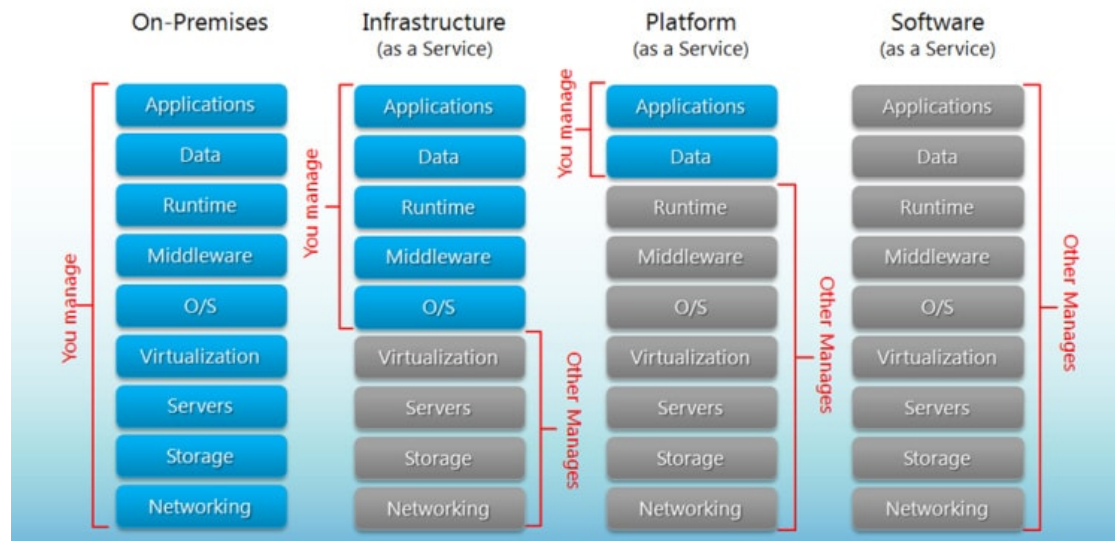 On-Premises
Infrastructure
(as a Service)
Platform
(as a Service)
Software
(as a Service)
You manage
Applications
Data
Runtime
Middleware
O/S
Virtualization
Servers
Storage
Networking
You manage
Applications
Data
Runtime
Middleware
O/S
Virtualization
Servers
Storage
Networking
Other Manages
You manage
Applications
Data
Runtime
Middleware
O/S
Virtualization
Servers
Storage
Networking
Other Manages
Applications
Data
Runtime
Middleware
O/S
Virtualization
Servers
Storage
Networking
Other Manages